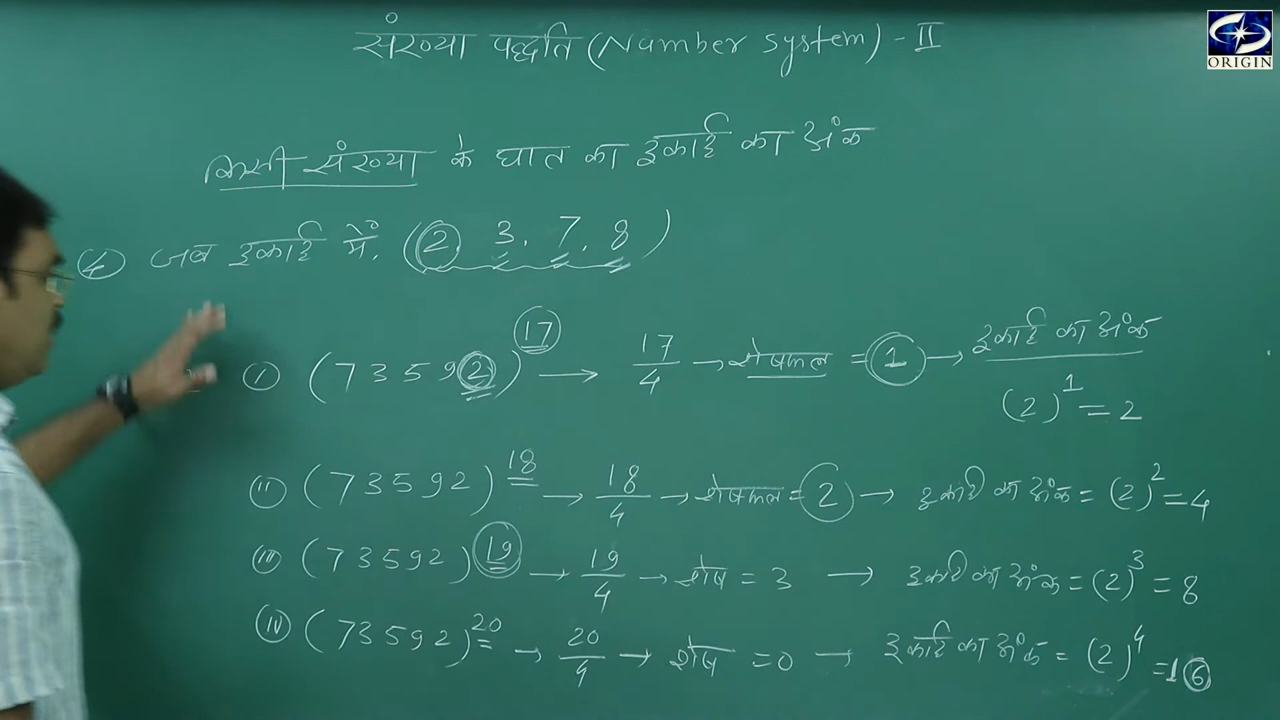 संख्या पद्धति (Number system) - II
ORIGIN
किसी संख्या के घात का इकाई का अंक
④ जब इकाई में. (2, 3, 7, 8)
(i) (73592)^17 → 17/4 → शेषफल = 1 → इकाई का अंक
(2)^1 = 2
(ii) (73592)^18 → 18/4 → शेषफल = 2 → इकाई का अंक = (2)^2 = 4
(iii) (73592)^19 → 19/4 → शेष = 3 → इकाई का अंक = (2)^3 = 8
(iv) (73592)^20 → 20/4 → शेष = 0 → इकाई का अंक = (2)^4 = 16